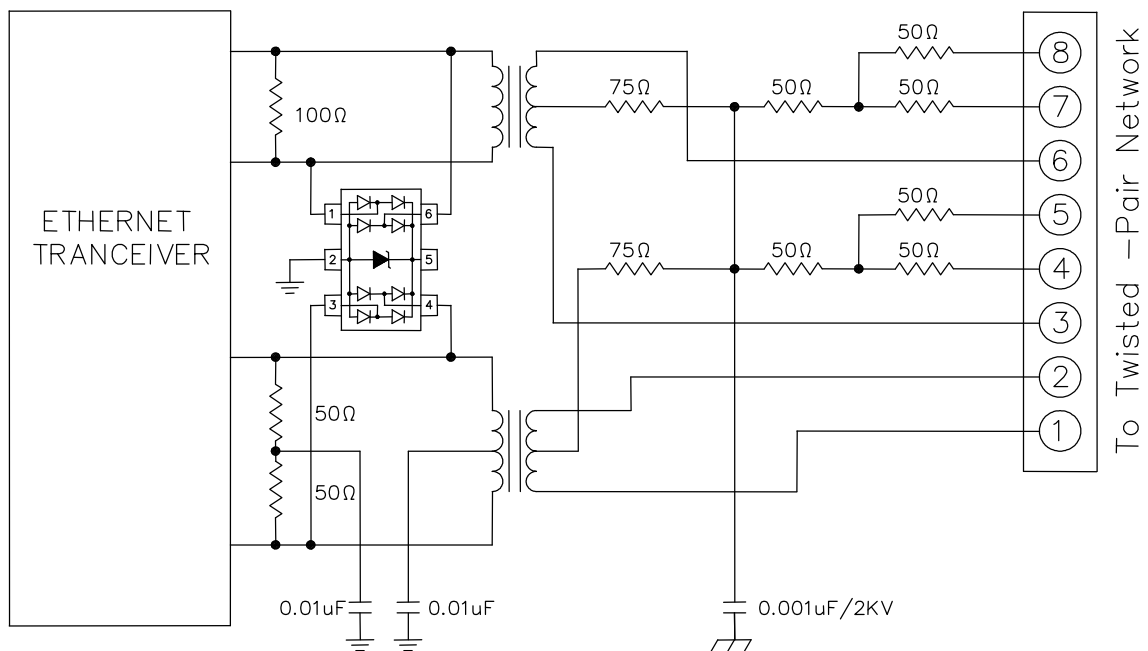 ETHERNET
TRANCEIVER
100Ω
1
6
2
5
3
4
50Ω
50Ω
0.01uF
0.01uF
75Ω
50Ω
50Ω
50Ω
75Ω
50Ω
50Ω
50Ω
0.001uF/2KV
8
7
6
5
4
3
2
1
To Twisted -Pair Network